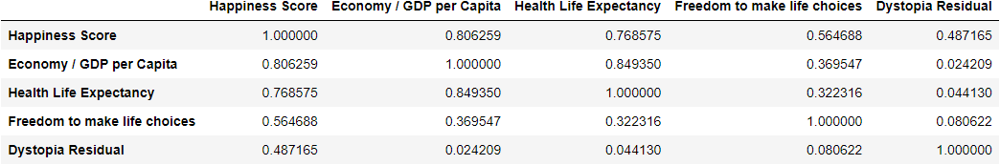 Happiness Score Economy / GDP per Capita Health Life Expectancy Freedom to make life choices Dystopia Residual
Happiness Score 1.000000 0.806259 0.768575 0.564688 0.487165
Economy / GDP per Capita 0.806259 1.000000 0.849350 0.369547 0.024209
Health Life Expectancy 0.768575 0.849350 1.000000 0.322316 0.044130
Freedom to make life choices 0.564688 0.369547 0.322316 1.000000 0.080622
Dystopia Residual 0.487165 0.024209 0.044130 0.080622 1.000000